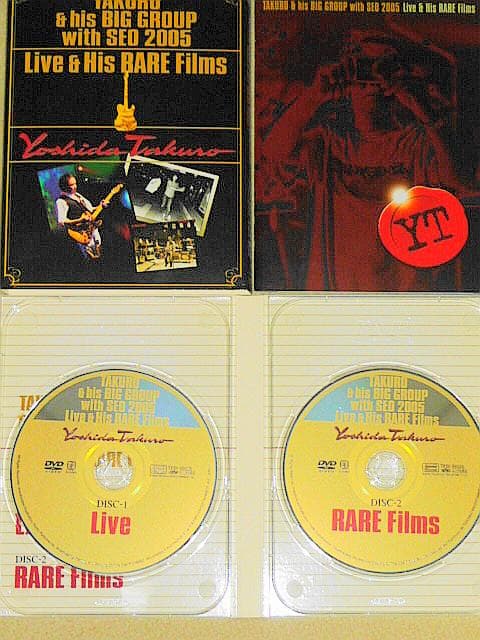 TAKURO
& his BIG GROUP
with SEO 2005
Live & His RARE Films
Yoshida Takuro
TAKURO & his BIG GROUP with SEO 2005 Live & His RARE Films
YT
TAKURO
& his BIG GROUP
with SEO 2005
Live & His RARE Films
Yoshida Takuro
DVD
DISC-1
Live
DISC-2
RARE Films
TAKURO
& his BIG GROUP
with SEO 2005
Live & His RARE Films
Yoshida Takuro
DVD
DISC-2
RARE Films